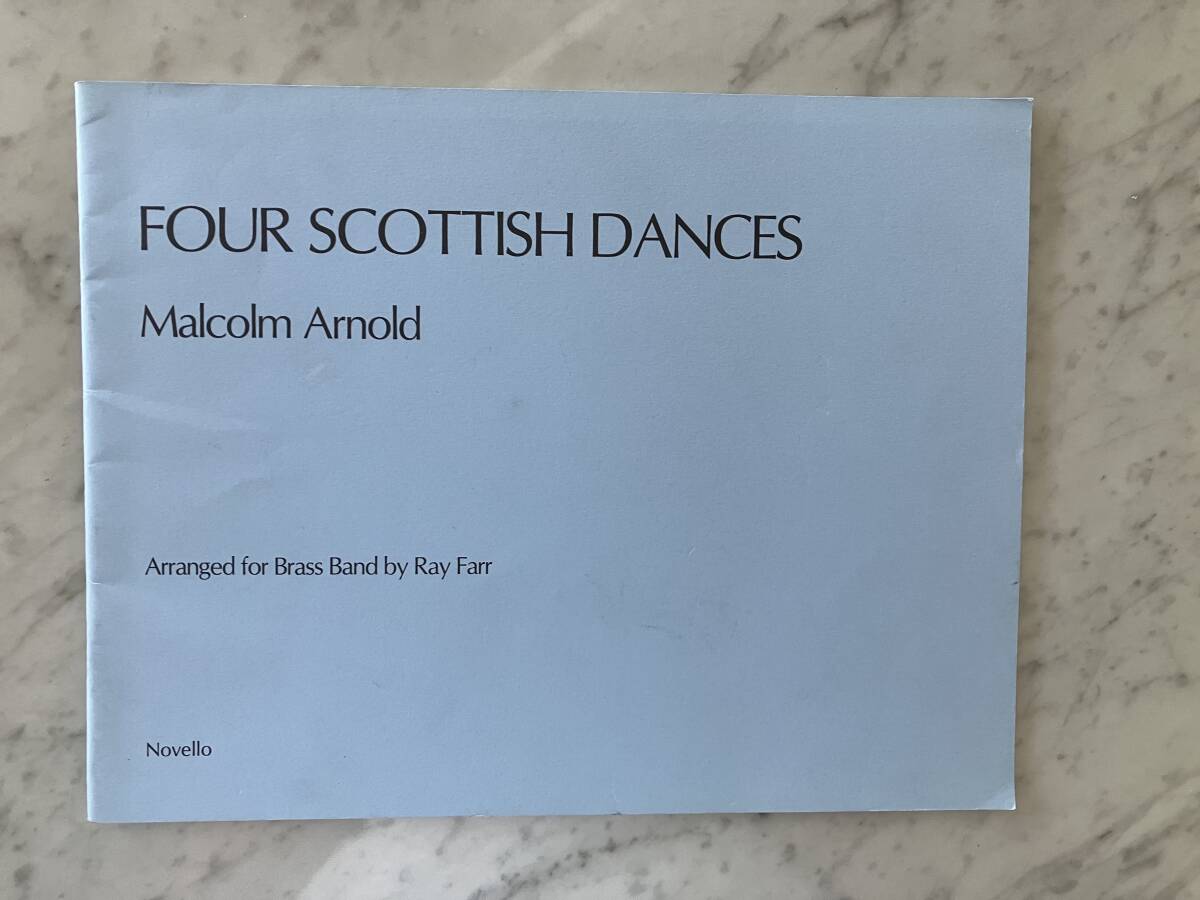 FOUR SCOTTISH DANCES
Malcolm Arnold
Arranged for Brass Band by Ray Farr
Novello